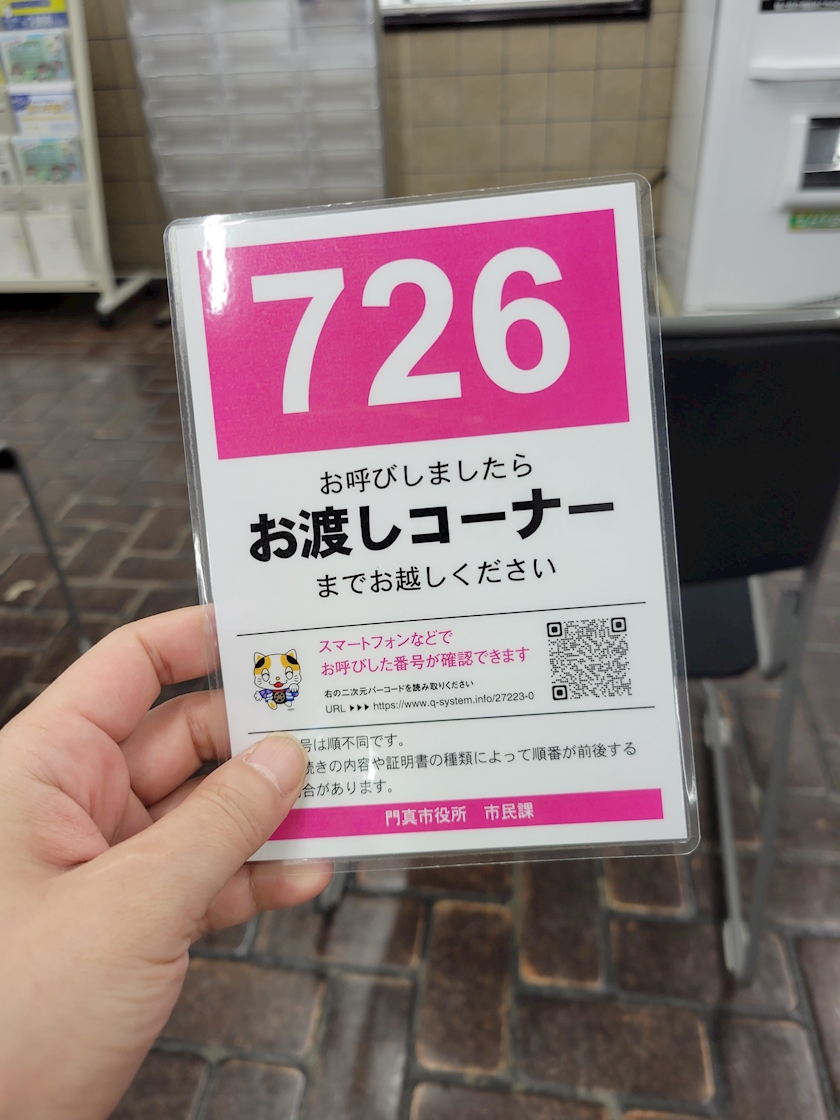 726
お呼びしましたら
お渡しコーナー
までお越しください
スマートフォンなどで
お呼びした番号が確認できます
右の二次元バーコードを読み取りください
URL ▶▶▶ https://www.q-system.info/27223-0
号は順不同です。
続きの内容や証明書の種類によって順番が前後する
合があります。
門真市役所 市民課